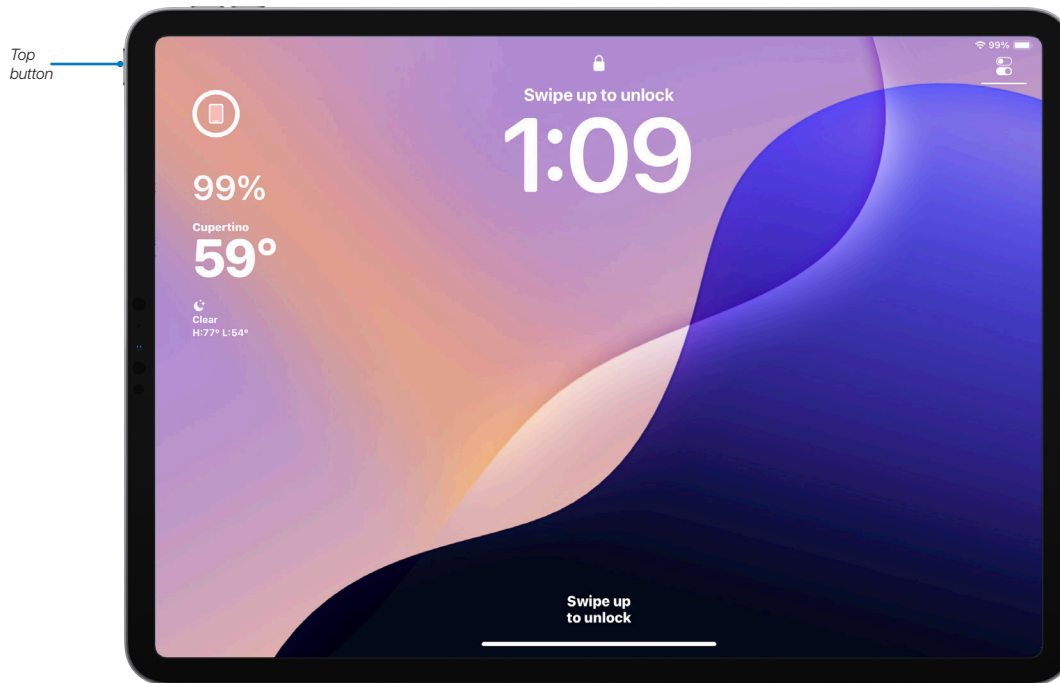 Top
button
99%
Swipe up to unlock
1:09
99%
Cupertino
59°
Clear
H:77° L:54°
Swipe up
to unlock